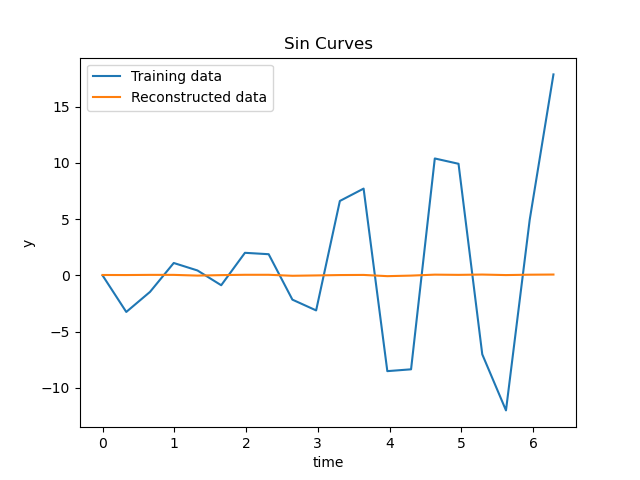 Sin Curves
Training data
Reconstructed data
15
10
5
0
−5
−10
y
0 1 2 3 4 5 6
time